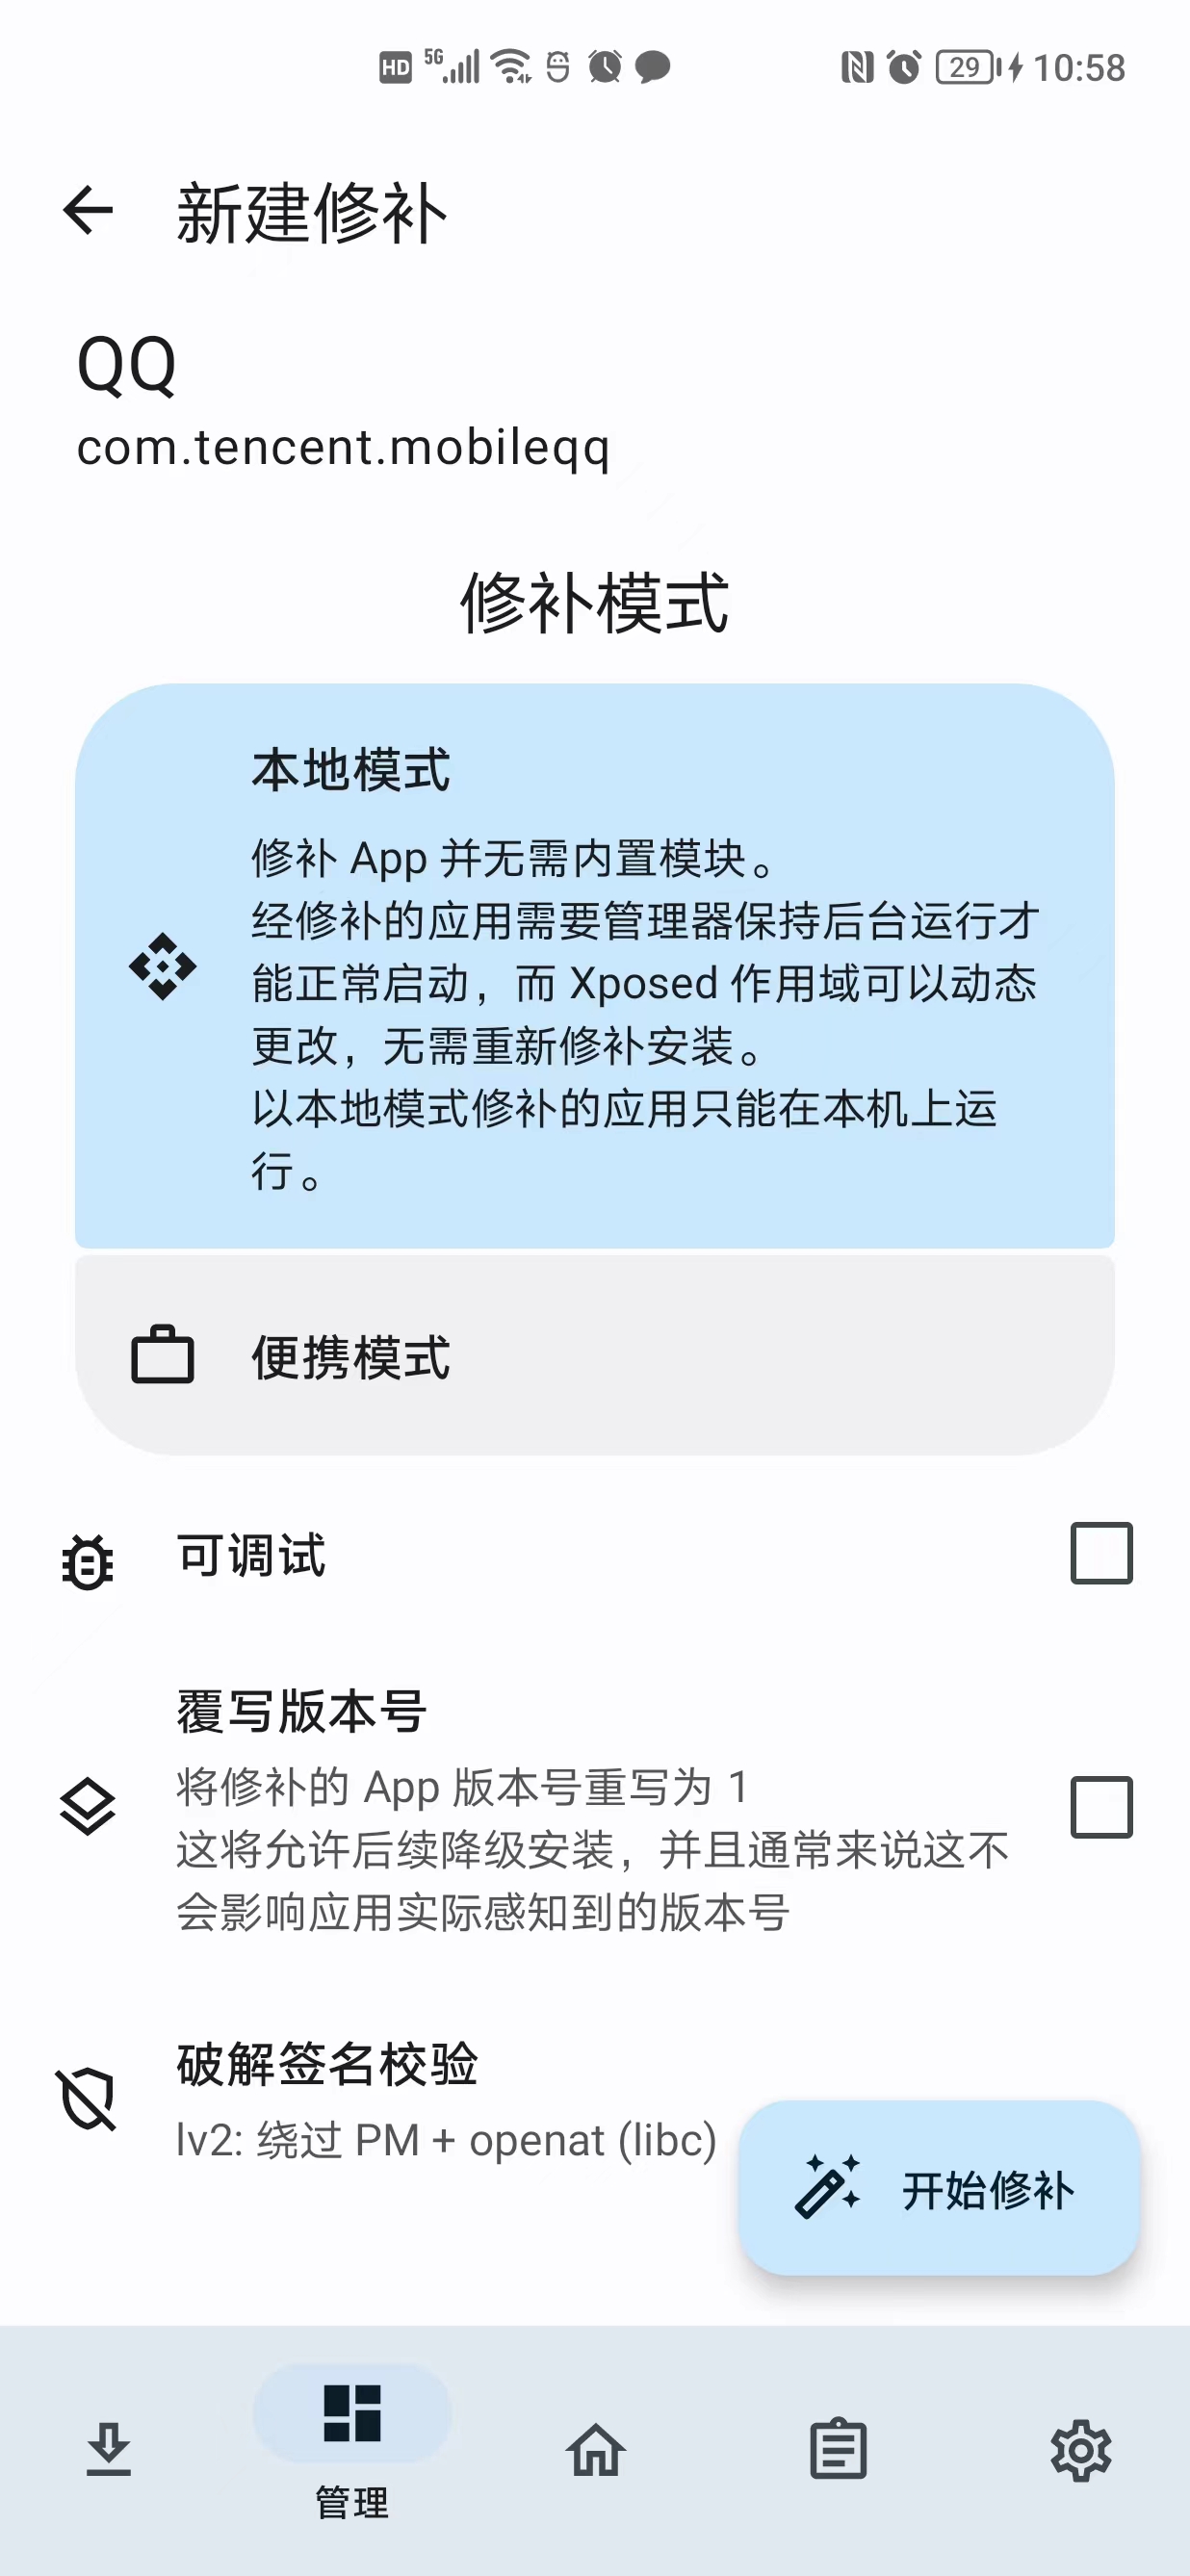 HD 5G 29 10:58
新建修补
QQ
com.tencent.mobileqq
修补模式
本地模式
修补 App 并无需内置模块。
经修补的应用需要管理器保持后台运行才
能正常启动，而 Xposed 作用域可以动态
更改，无需重新修补安装。
以本地模式修补的应用只能在本机上运
行。
便携模式
可调试
覆写版本号
将修补的 App 版本号重写为 1
这将允许后续降级安装，并且通常来说这不
会影响应用实际感知到的版本号
破解签名校验
lv2: 绕过 PM + openat (libc)
开始修补
管理